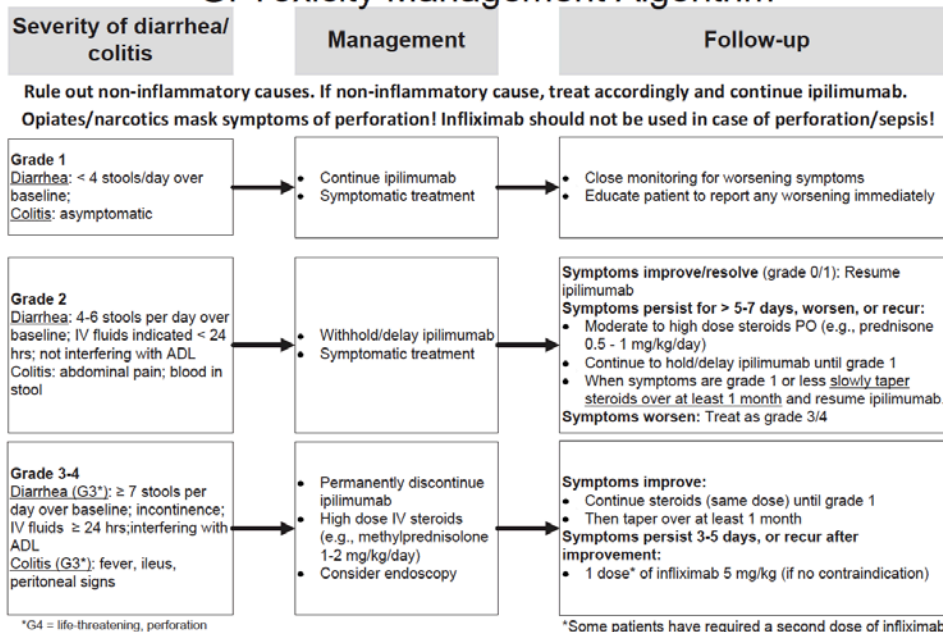 GI Toxicity Management Algorithm
Severity of diarrhea/
colitis
Management
Follow-up
Rule out non-inflammatory causes. If non-inflammatory cause, treat accordingly and continue ipilimumab.
Opiates/narcotics mask symptoms of perforation! Infliximab should not be used in case of perforation/sepsis!
Grade 1
Diarrhea: < 4 stools/day over
baseline;
Colitis: asymptomatic
• Continue ipilimumab
• Symptomatic treatment
• Close monitoring for worsening symptoms
• Educate patient to report any worsening immediately
Grade 2
Diarrhea: 4-6 stools per day over
baseline; IV fluids indicated < 24
hrs; not interfering with ADL
Colitis: abdominal pain; blood in
stool
• Withhold/delay ipilimumab
• Symptomatic treatment
Symptoms improve/resolve (grade 0/1): Resume
ipilimumab
Symptoms persist for > 5-7 days, worsen, or recur:
• Moderate to high dose steroids PO (e.g., prednisone
0.5 - 1 mg/kg/day)
• Continue to hold/delay ipilimumab until grade 1
• When symptoms are grade 1 or less slowly taper
steroids over at least 1 month and resume ipilimumab.
Symptoms worsen: Treat as grade 3/4
Grade 3-4
Diarrhea (G3*): ≥ 7 stools per
day over baseline; incontinence;
IV fluids ≥ 24 hrs;interfering with
ADL
Colitis (G3*): fever, ileus,
peritoneal signs
• Permanently discontinue
ipilimumab
• High dose IV steroids
(e.g., methylprednisolone
1-2 mg/kg/day)
• Consider endoscopy
Symptoms improve:
• Continue steroids (same dose) until grade 1
• Then taper over at least 1 month
Symptoms persist 3-5 days, or recur after
improvement:
• 1 dose* of infliximab 5 mg/kg (if no contraindication)
*G4 = life-threatening, perforation
*Some patients have required a second dose of infliximab